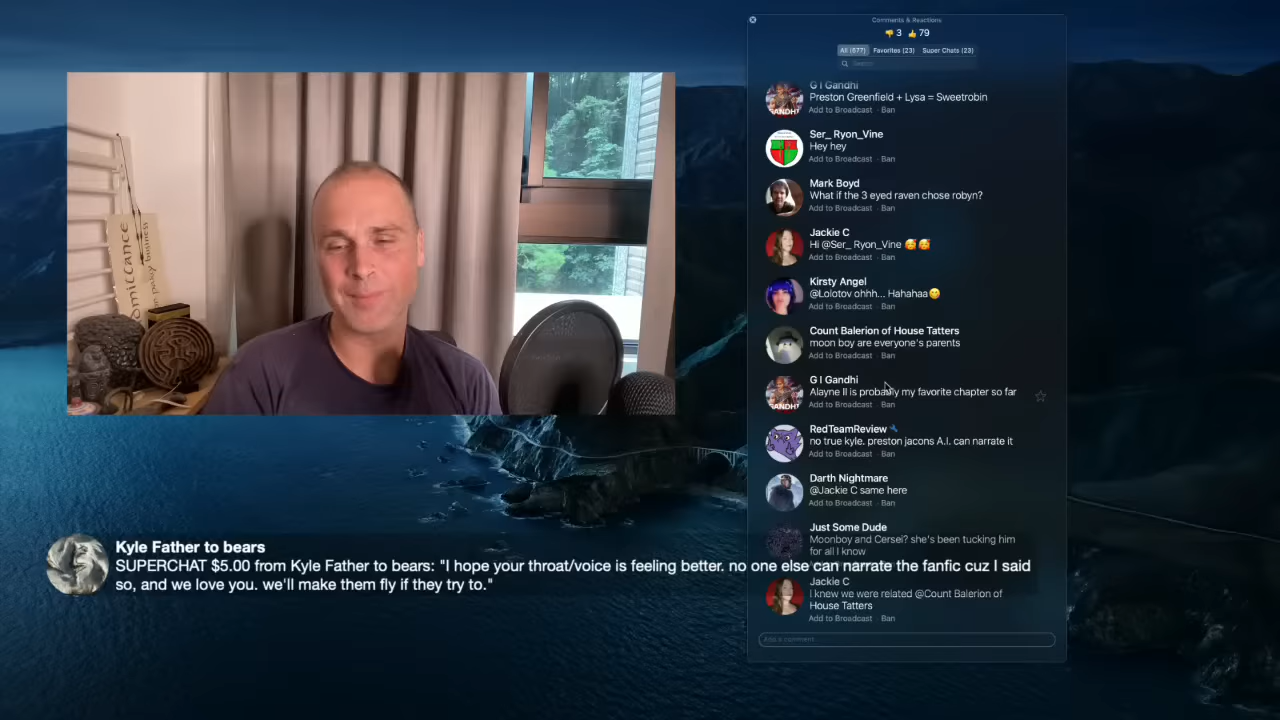 Comments & Reactions
👎 3 👍 79
All (677) Favorites (23) Super Chats (23)
Search
G I Gandhi
Preston Greenfield + Lysa = Sweetrobin
Add to Broadcast · Ban
Ser_ Ryon_Vine
Hey hey
Add to Broadcast · Ban
Mark Boyd
What if the 3 eyed raven chose robyn?
Add to Broadcast · Ban
Jackie C
Hi @Ser_ Ryon_Vine 🥰🥰
Add to Broadcast · Ban
Kirsty Angel
@Lolotov ohhh... Hahahaa😋
Add to Broadcast · Ban
Count Balerion of House Tatters
moon boy are everyone's parents
Add to Broadcast · Ban
G I Gandhi
Alayne II is probably my favorite chapter so far
Add to Broadcast · Ban
RedTeamReview 🔧
no true kyle. preston jacons A.I. can narrate it
Add to Broadcast · Ban
Darth Nightmare
@Jackie C same here
Add to Broadcast · Ban
Just Some Dude
Moonboy and Cersei? she's been tucking him
for all I know
Jackie C
I knew we were related @Count Balerion of
House Tatters
Add to Broadcast · Ban
Add a comment...
GANDHI
GANDHI
omiccance
pinky business
Kyle Father to bears
SUPERCHAT $5.00 from Kyle Father to bears: "I hope your throat/voice is feeling better. no one else can narrate the fanfic cuz I said
so, and we love you. we'll make them fly if they try to."